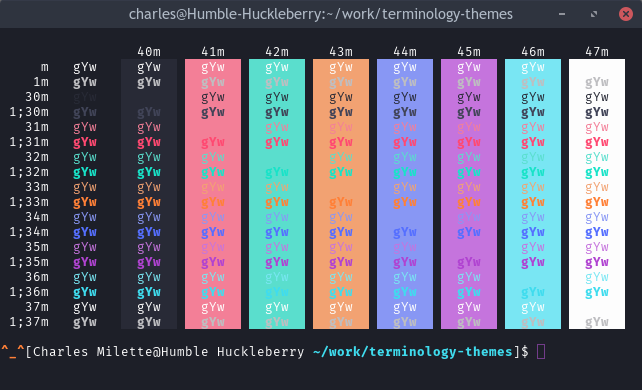 charles@Humble-Huckleberry:~/work/terminology-themes
40m 41m 42m 43m 44m 45m 46m 47m
m gYw gYw gYw gYw gYw gYw gYw gYw
1m gYw gYw gYw gYw gYw gYw gYw gYw gYw
30m gYw gYw gYw gYw gYw gYw gYw gYw
1;30m gYw gYw gYw gYw gYw gYw gYw gYw gYw
31m gYw gYw gYw gYw gYw gYw gYw gYw
1;31m gYw gYw gYw gYw gYw gYw gYw gYw gYw
32m gYw gYw gYw gYw gYw gYw gYw gYw
1;32m gYw gYw gYw gYw gYw gYw gYw gYw gYw
33m gYw gYw gYw gYw gYw gYw gYw gYw
1;33m gYw gYw gYw gYw gYw gYw gYw gYw gYw
34m gYw gYw gYw gYw gYw gYw gYw gYw
1;34m gYw gYw gYw gYw gYw gYw gYw gYw gYw
35m gYw gYw gYw gYw gYw gYw gYw gYw
1;35m gYw gYw gYw gYw gYw gYw gYw gYw gYw
36m gYw gYw gYw gYw gYw gYw gYw gYw
1;36m gYw gYw gYw gYw gYw gYw gYw gYw gYw
37m gYw gYw gYw gYw gYw gYw gYw gYw
1;37m gYw gYw gYw gYw gYw gYw gYw gYw gYw
^_^[Charles Milette@Humble Huckleberry ~/work/terminology-themes]$